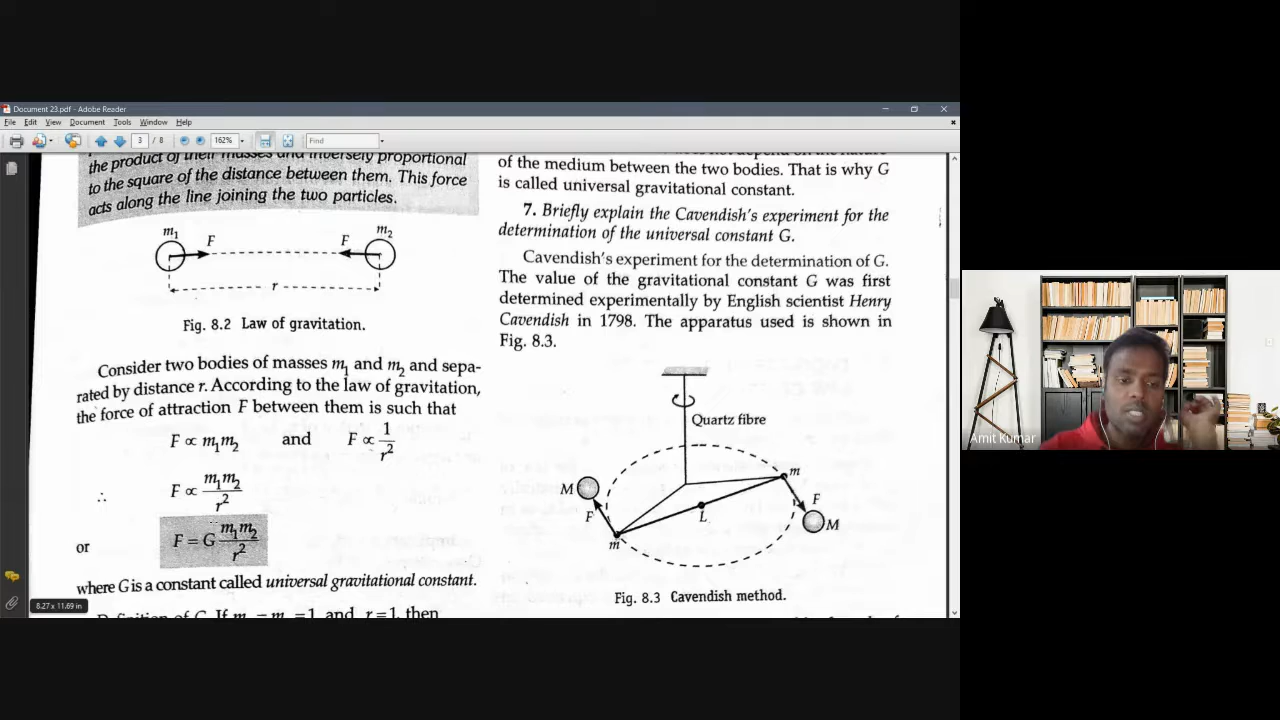 Document 23.pdf - Adobe Reader
File Edit View Document Tools Window Help
3 / 8 162% Find
the product of their masses and inversely proportional
to the square of the distance between them. This force
acts along the line joining the two particles.
m₁ F F m₂
r
Fig. 8.2 Law of gravitation.
Consider two bodies of masses m₁ and m₂ and sepa-
rated by distance r. According to the law of gravitation,
the force of attraction F between them is such that
F ∝ m₁m₂ and F ∝ 1/r²
∴ F ∝ m₁m₂/r²
or F = G m₁m₂/r²
where G is a constant called universal gravitational constant.
8.27 x 11.69 in
If m₁ = m₂ = 1 and r = 1, then
of the medium between the two bodies. That is why G
is called universal gravitational constant.
7. Briefly explain the Cavendish's experiment for the
determination of the universal constant G.
Cavendish's experiment for the determination of G.
The value of the gravitational constant G was first
determined experimentally by English scientist Henry
Cavendish in 1798. The apparatus used is shown in
Fig. 8.3.
Quartz fibre
M m
F F
L M
m
Fig. 8.3 Cavendish method.
Amit Kumar